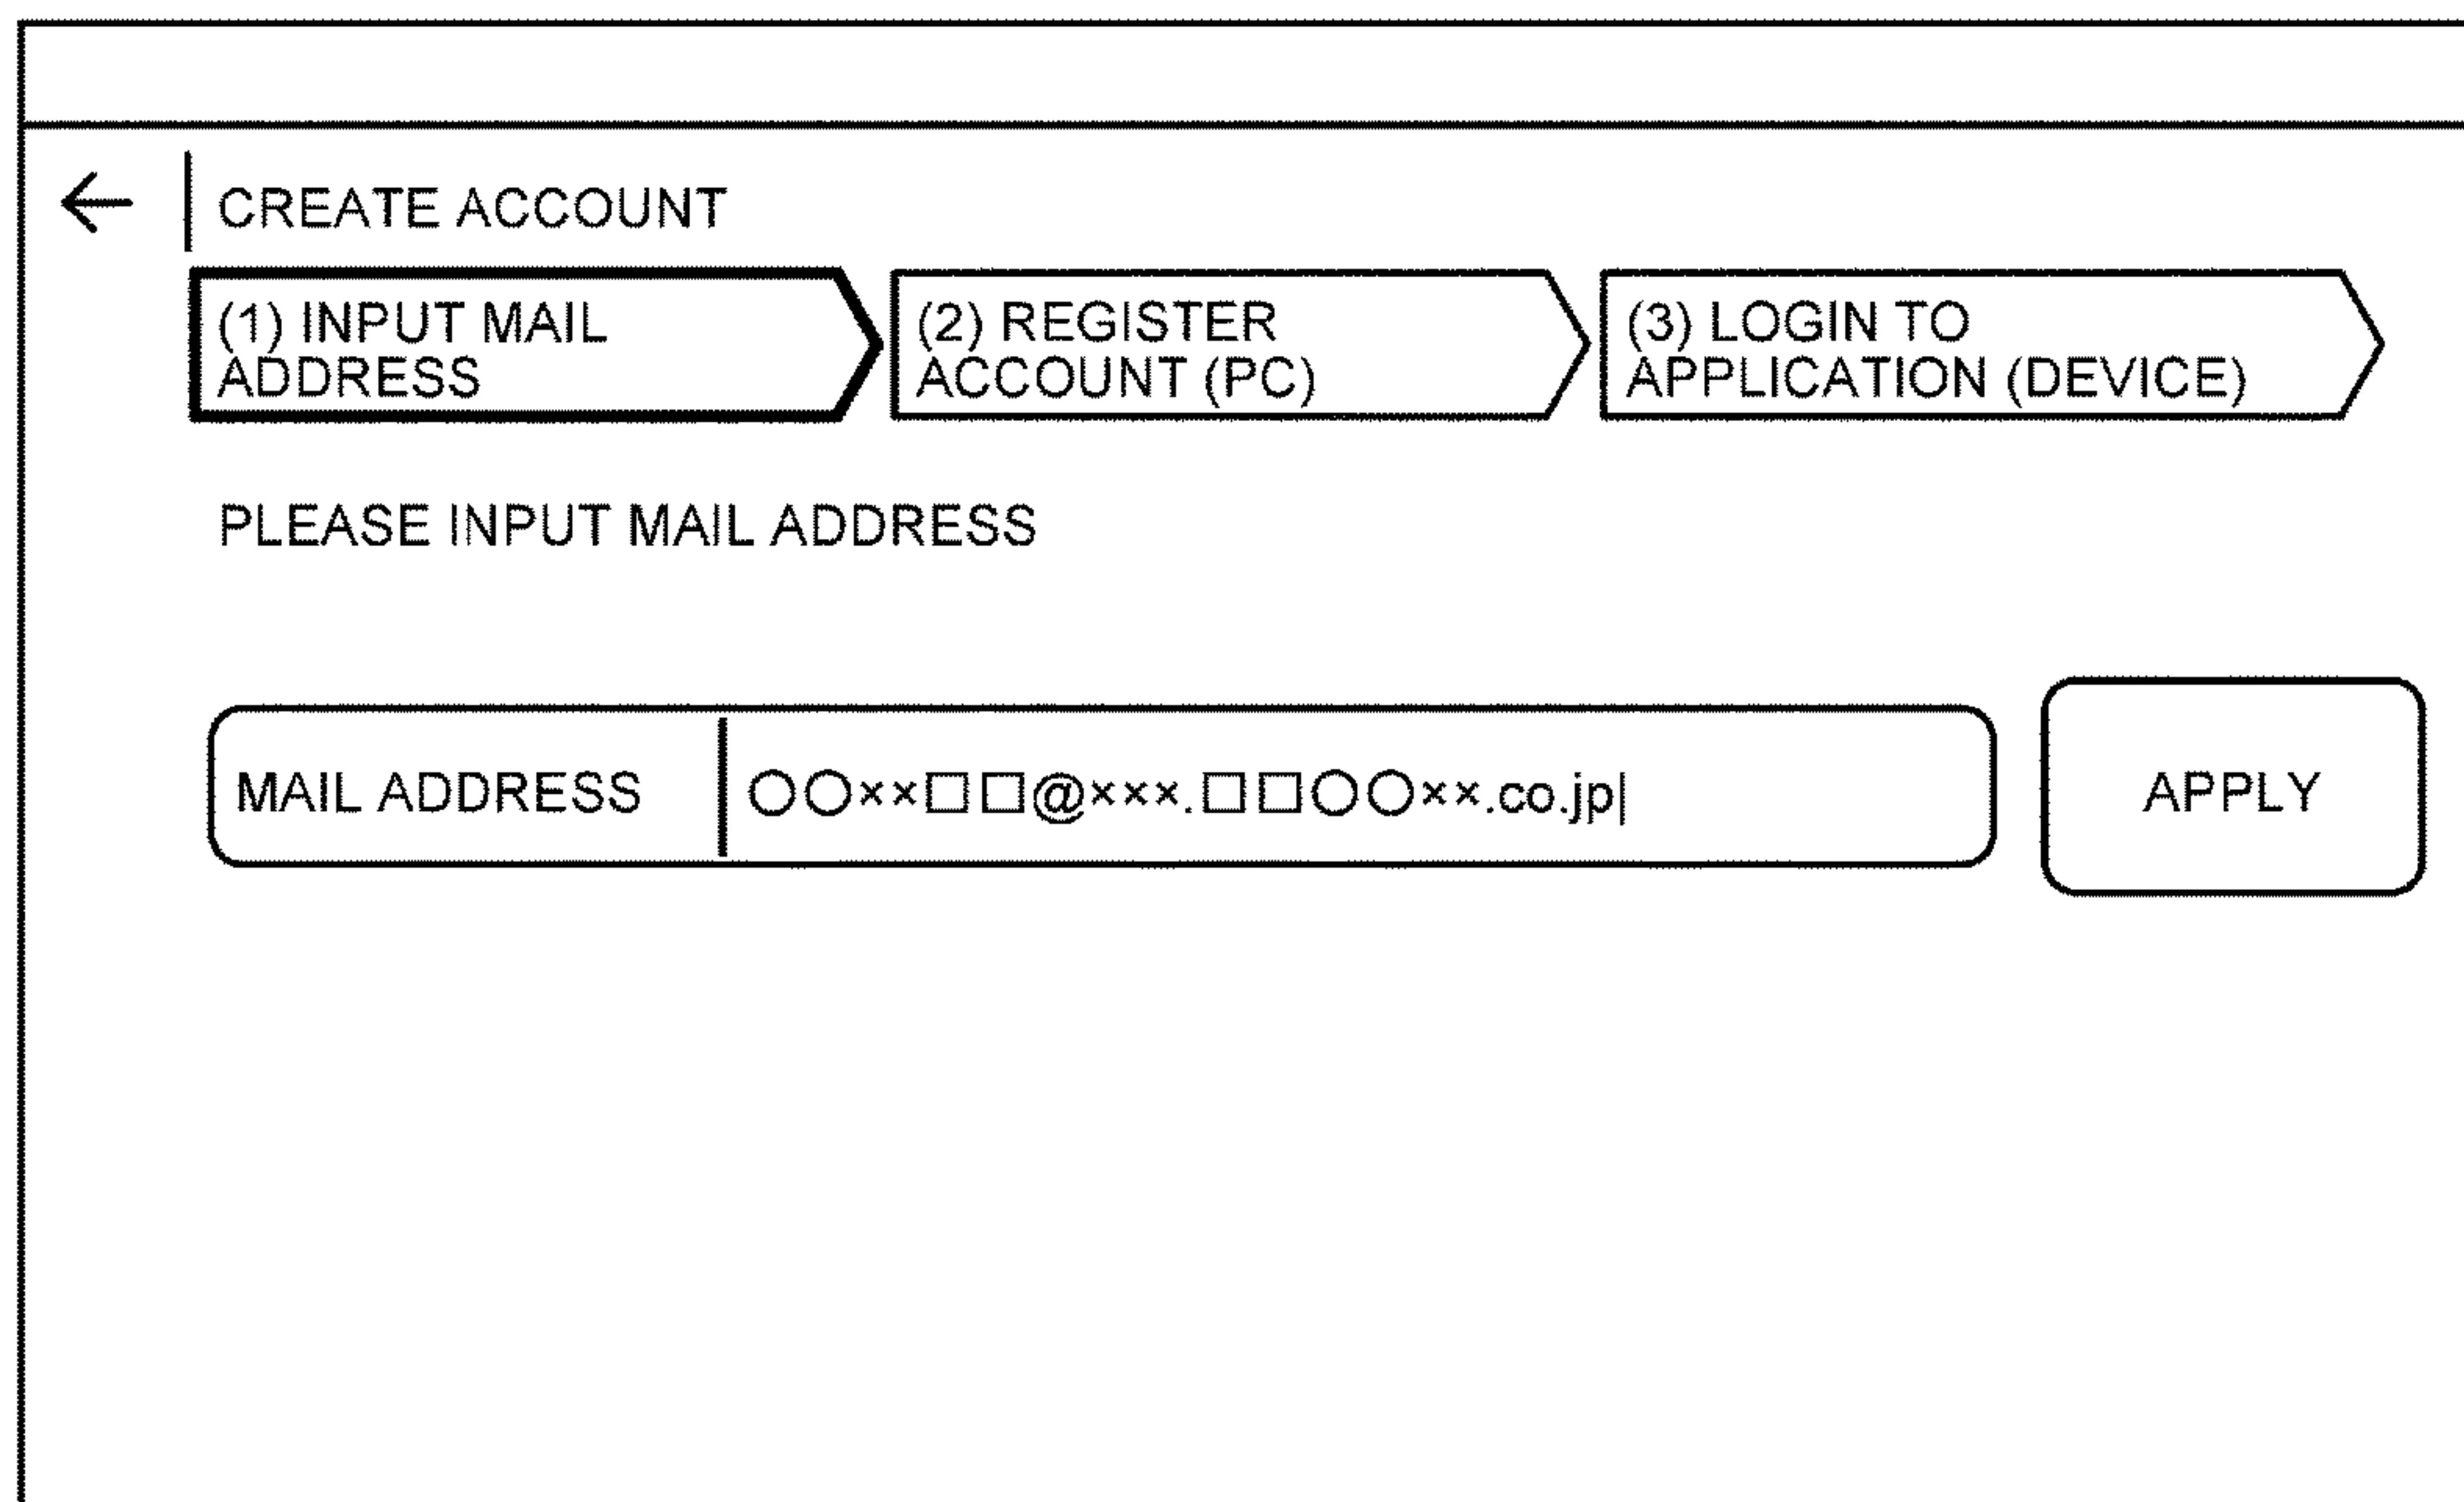 ← CREATE ACCOUNT
(1) INPUT MAIL
ADDRESS
(2) REGISTER
ACCOUNT (PC)
(3) LOGIN TO
APPLICATION (DEVICE)
PLEASE INPUT MAIL ADDRESS
MAIL ADDRESS
○○××□□@×××.□□○○××.co.jp|
APPLY